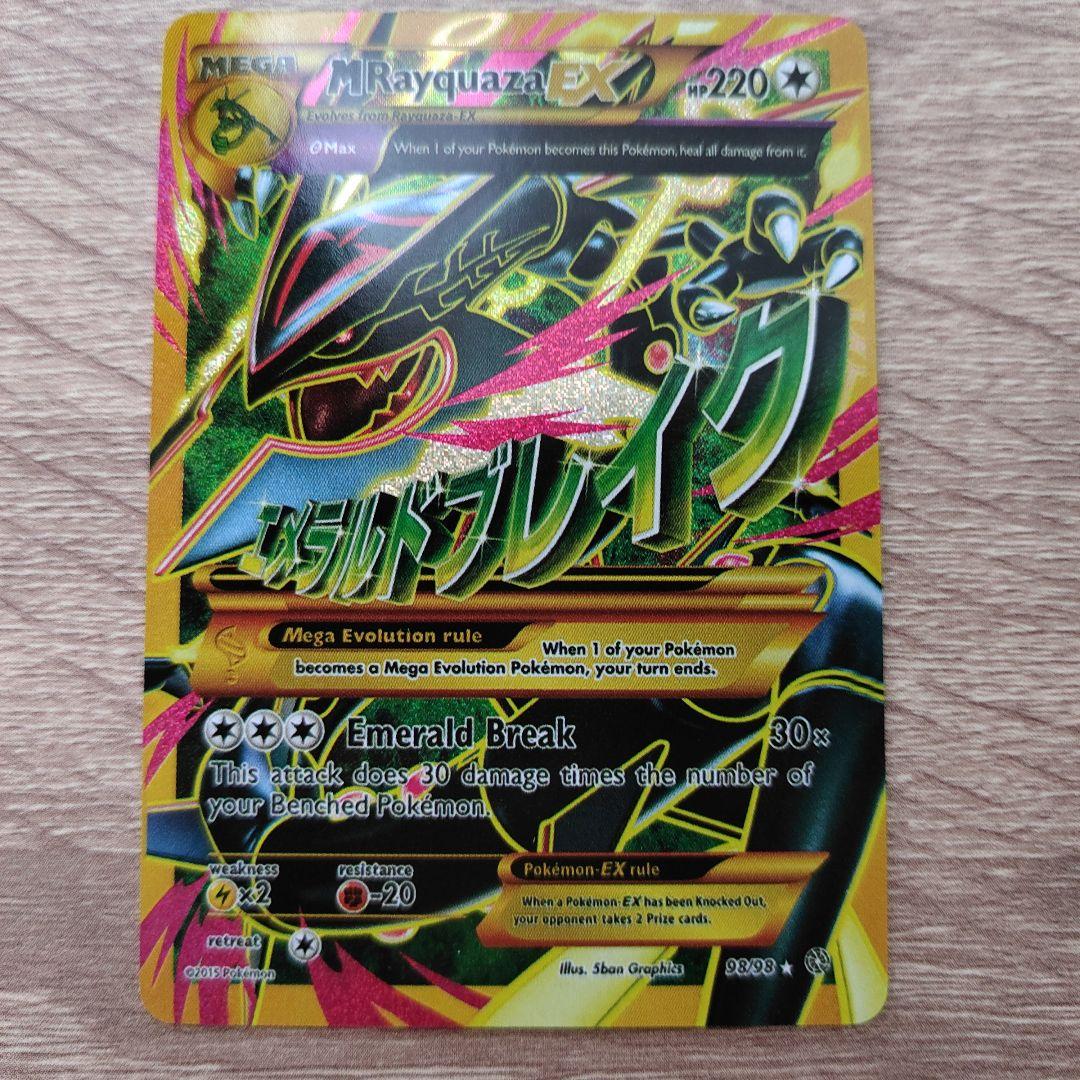 MEGA
M Rayquaza EX HP220
Evolves from Rayquaza-EX
θ Max When 1 of your Pokémon becomes this Pokémon, heal all damage from it.
エメラルドブレイク
Mega Evolution rule When 1 of your Pokémon
becomes a Mega Evolution Pokémon, your turn ends.
Emerald Break 30×
This attack does 30 damage times the number of
your Benched Pokémon.
weakness resistance
×2 -20
Pokémon-EX rule
When a Pokémon-EX has been Knocked Out,
your opponent takes 2 Prize cards.
retreat
©2015 Pokémon Illus. 5ban Graphics 98/98